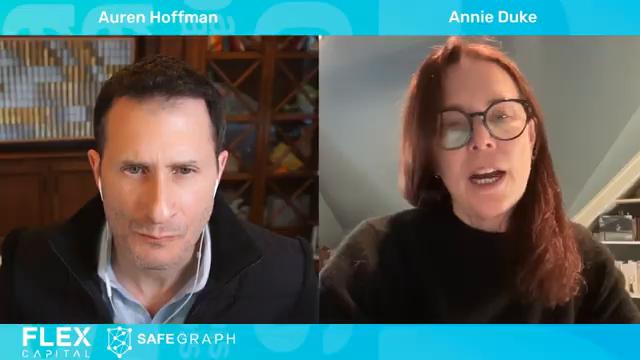 Auren Hoffman
Annie Duke
FLEX
CAPITAL
SAFEGRAPH